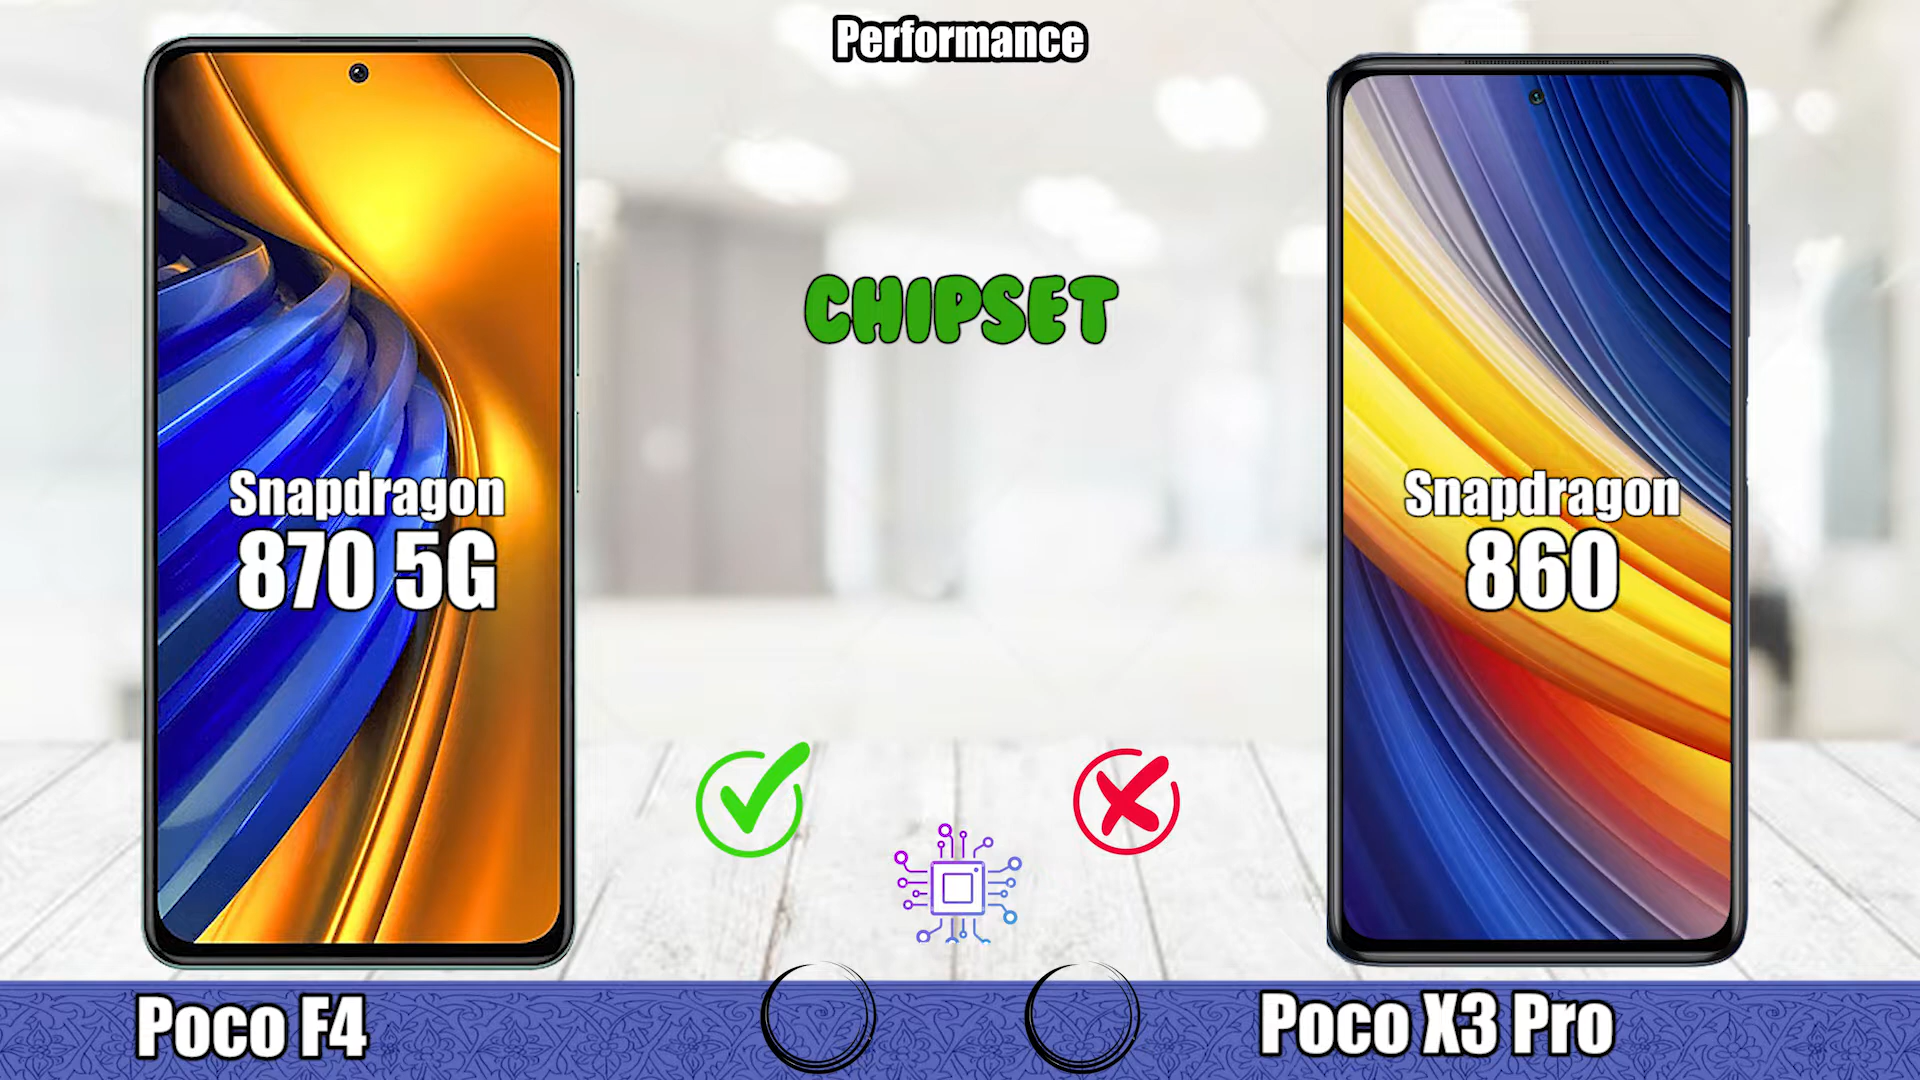 Performance
CHIPSET
Snapdragon
870 5G
Snapdragon
860
Poco F4
Poco X3 Pro